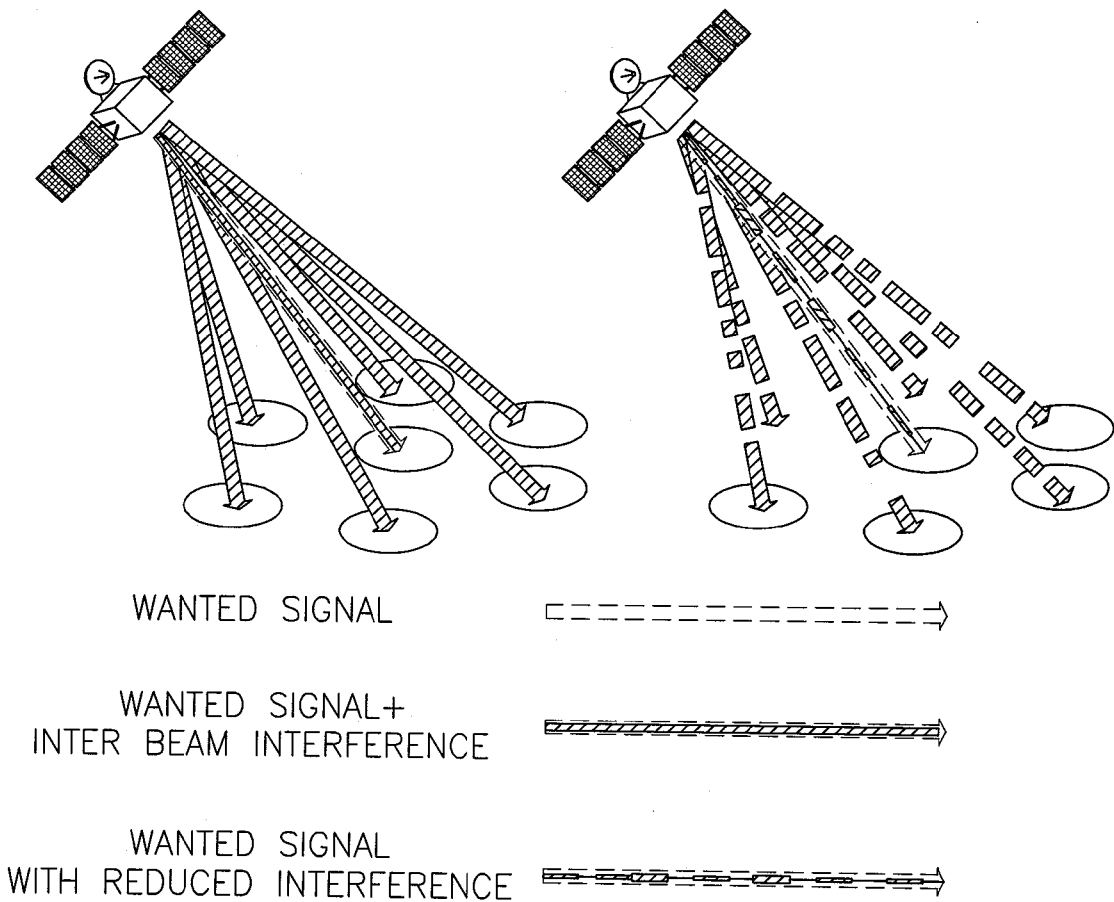 WANTED SIGNAL
WANTED SIGNAL+
INTER BEAM INTERFERENCE
WANTED SIGNAL
WITH REDUCED INTERFERENCE